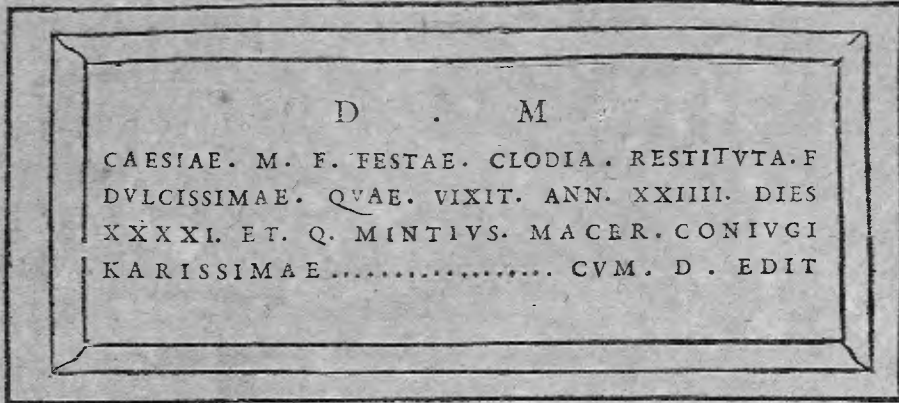 D . M
CAESIAE. M. F. FESTAE. CLODIA. RESTITVTA. F
DVLCISSIMAE. QVAE. VIXIT. ANN. XXIIII. DIES
XXXXI. ET. Q. MINTIVS. MACER. CONIVGI
KARISSIMAE .................. CVM. D. EDIT